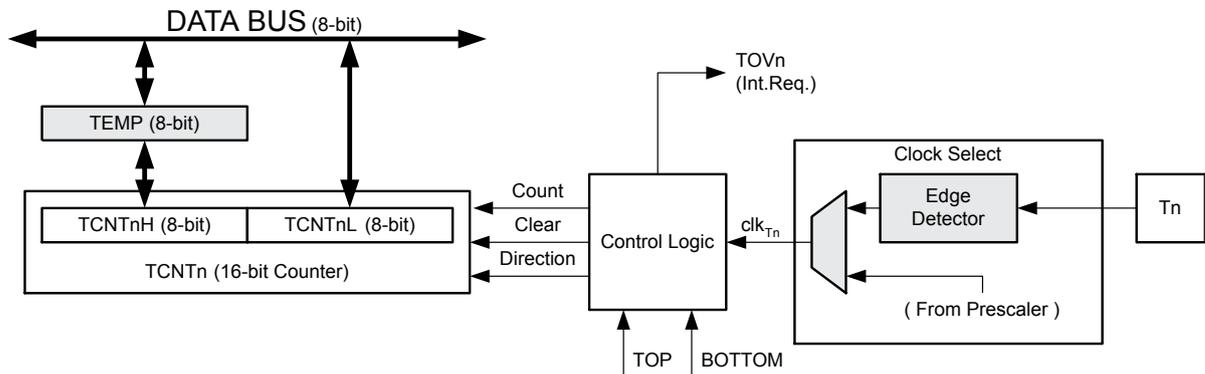 DATA BUS (8-bit)
TOVn
(Int.Req.)
TEMP (8-bit)
Clock Select
Count
Edge
Detector
Tn
TCNTnH (8-bit)
TCNTnL (8-bit)
Clear
Control Logic
clkTn
TCNTn (16-bit Counter)
Direction
( From Prescaler )
TOP
BOTTOM